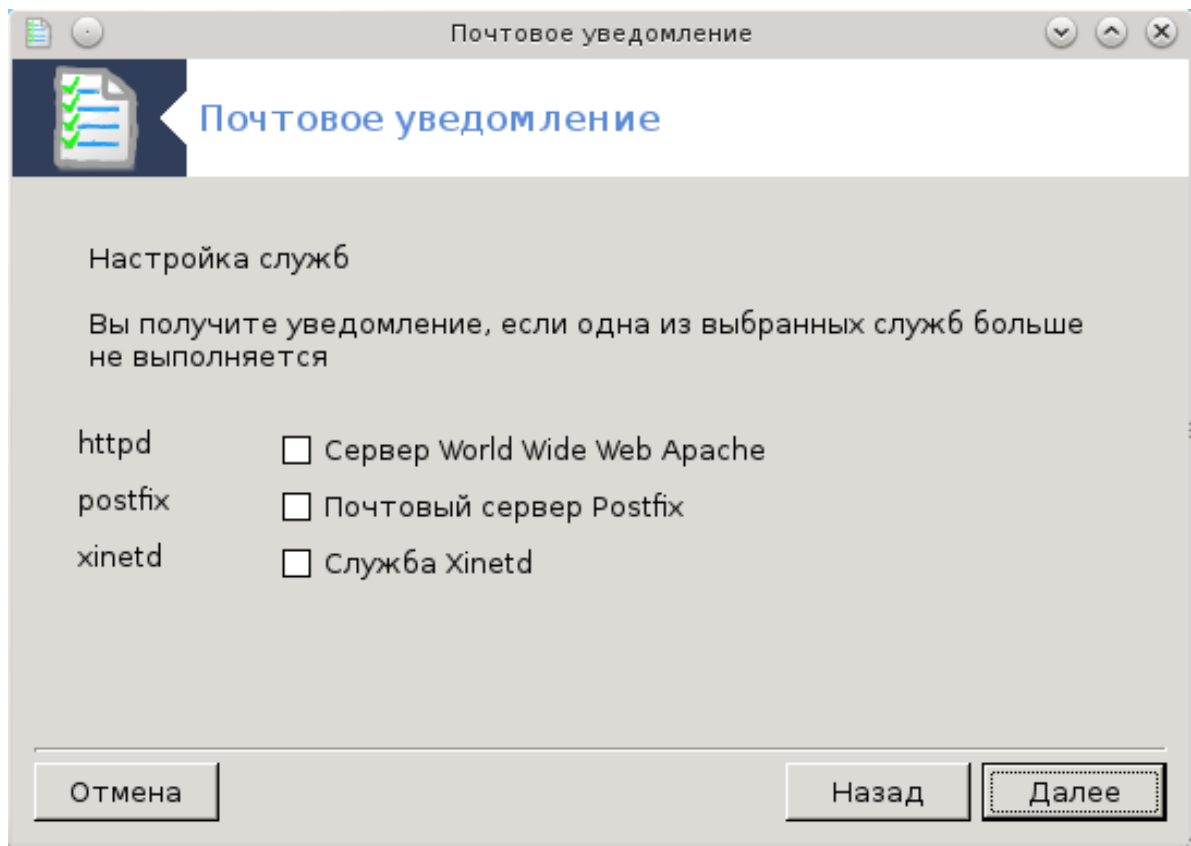 Почтовое уведомление
Почтовое уведомление
Настройка служб
Вы получите уведомление, если одна из выбранных служб больше
не выполняется
httpd
Сервер World Wide Web Apache
postfix
Почтовый сервер Postfix
xinetd
Служба Xinetd
Отмена
Назад
Далее